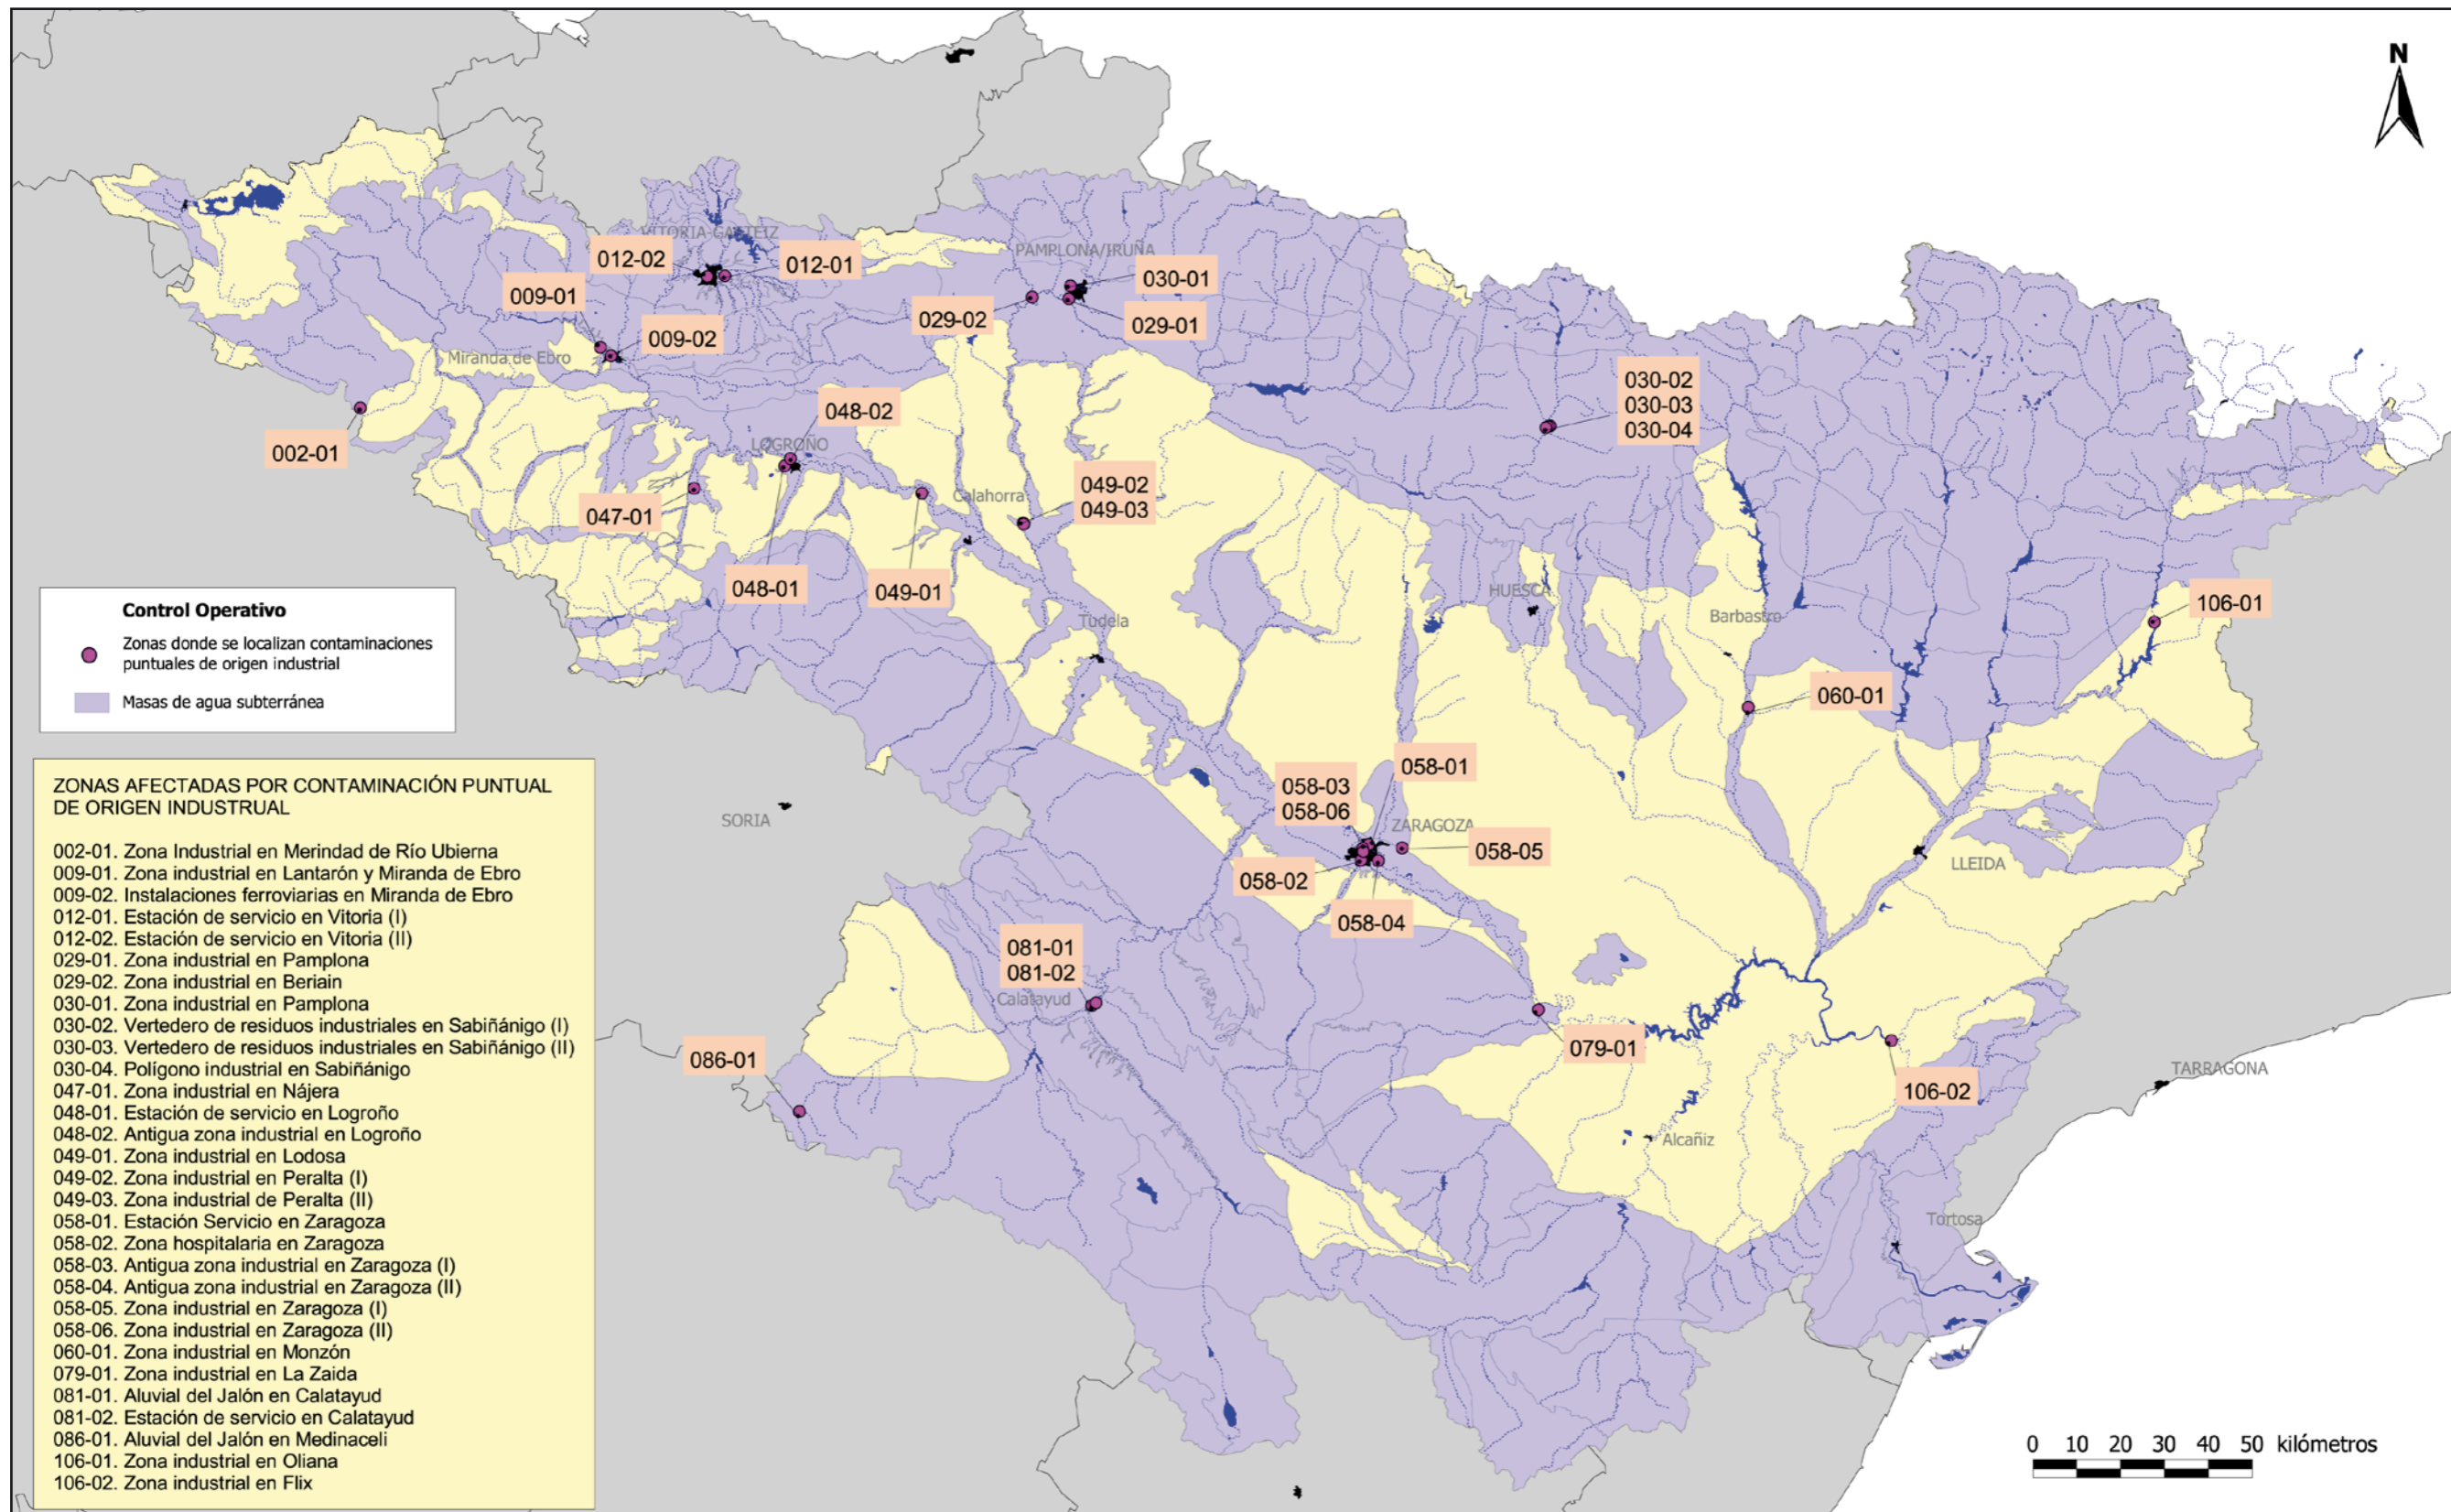 N
VITORIA-GASTEIZ
012-02
012-01
PAMPLONA/IRUÑA
030-01
009-01
029-02
029-01
009-02
Miranda de Ebro
030-02
030-03
030-04
048-02
002-01
LOGROÑO
049-02
049-03
Calahorra
047-01
048-01
049-01
HUESCA
106-01
Barbastro
Tudela
060-01
Control Operativo
Zonas donde se localizan contaminaciones
puntuales de origen industrial
Masas de agua subterránea
058-01
058-03
058-06
SORIA
ZARAGOZA
058-05
058-02
LLEIDA
058-04
081-01
081-02
Calatayud
086-01
079-01
TARRAGONA
106-02
Alcañiz
Tortosa
ZONAS AFECTADAS POR CONTAMINACIÓN PUNTUAL
DE ORIGEN INDUSTRUAL
002-01. Zona Industrial en Merindad de Río Ubierna
009-01. Zona industrial en Lantarón y Miranda de Ebro
009-02. Instalaciones ferroviarias en Miranda de Ebro
012-01. Estación de servicio en Vitoria (I)
012-02. Estación de servicio en Vitoria (II)
029-01. Zona industrial en Pamplona
029-02. Zona industrial en Beriain
030-01. Zona industrial en Pamplona
030-02. Vertedero de residuos industriales en Sabiñánigo (I)
030-03. Vertedero de residuos industriales en Sabiñánigo (II)
030-04. Polígono industrial en Sabiñánigo
047-01. Zona industrial en Nájera
048-01. Estación de servicio en Logroño
048-02. Antigua zona industrial en Logroño
049-01. Zona industrial en Lodosa
049-02. Zona industrial en Peralta (I)
049-03. Zona industrial de Peralta (II)
058-01. Estación Servicio en Zaragoza
058-02. Zona hospitalaria en Zaragoza
058-03. Antigua zona industrial en Zaragoza (I)
058-04. Antigua zona industrial en Zaragoza (II)
058-05. Zona industrial en Zaragoza (I)
058-06. Zona industrial en Zaragoza (II)
060-01. Zona industrial en Monzón
079-01. Zona industrial en La Zaida
081-01. Aluvial del Jalón en Calatayud
081-02. Estación de servicio en Calatayud
086-01. Aluvial del Jalón en Medinaceli
106-01. Zona industrial en Oliana
106-02. Zona industrial en Flix
0 10 20 30 40 50 kilómetros